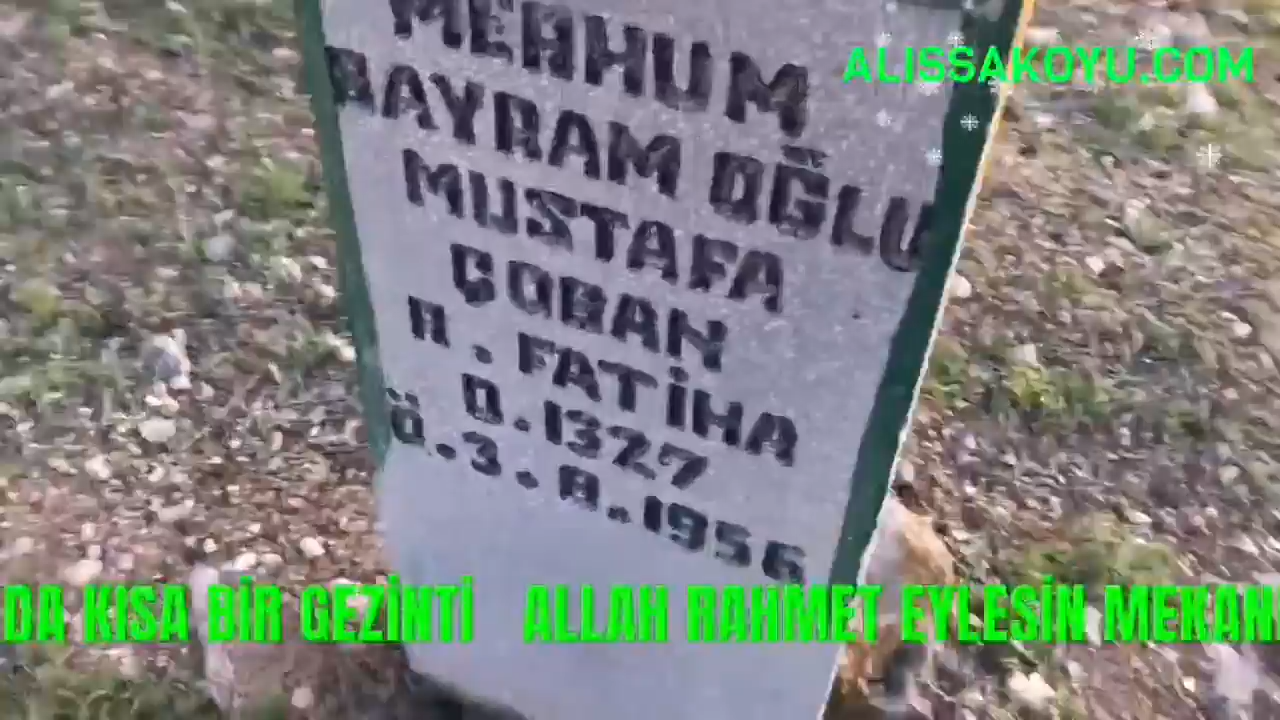 ALISSAKOYU.COM
MERHUM
BAYRAM OĞLU
MUSTAFA
ÇOBAN
R. FATİHA
D.1327
Ö.3.8.1956
DA KISA BİR GEZİNTİ ALLAH RAHMET EYLESİN MEKAN